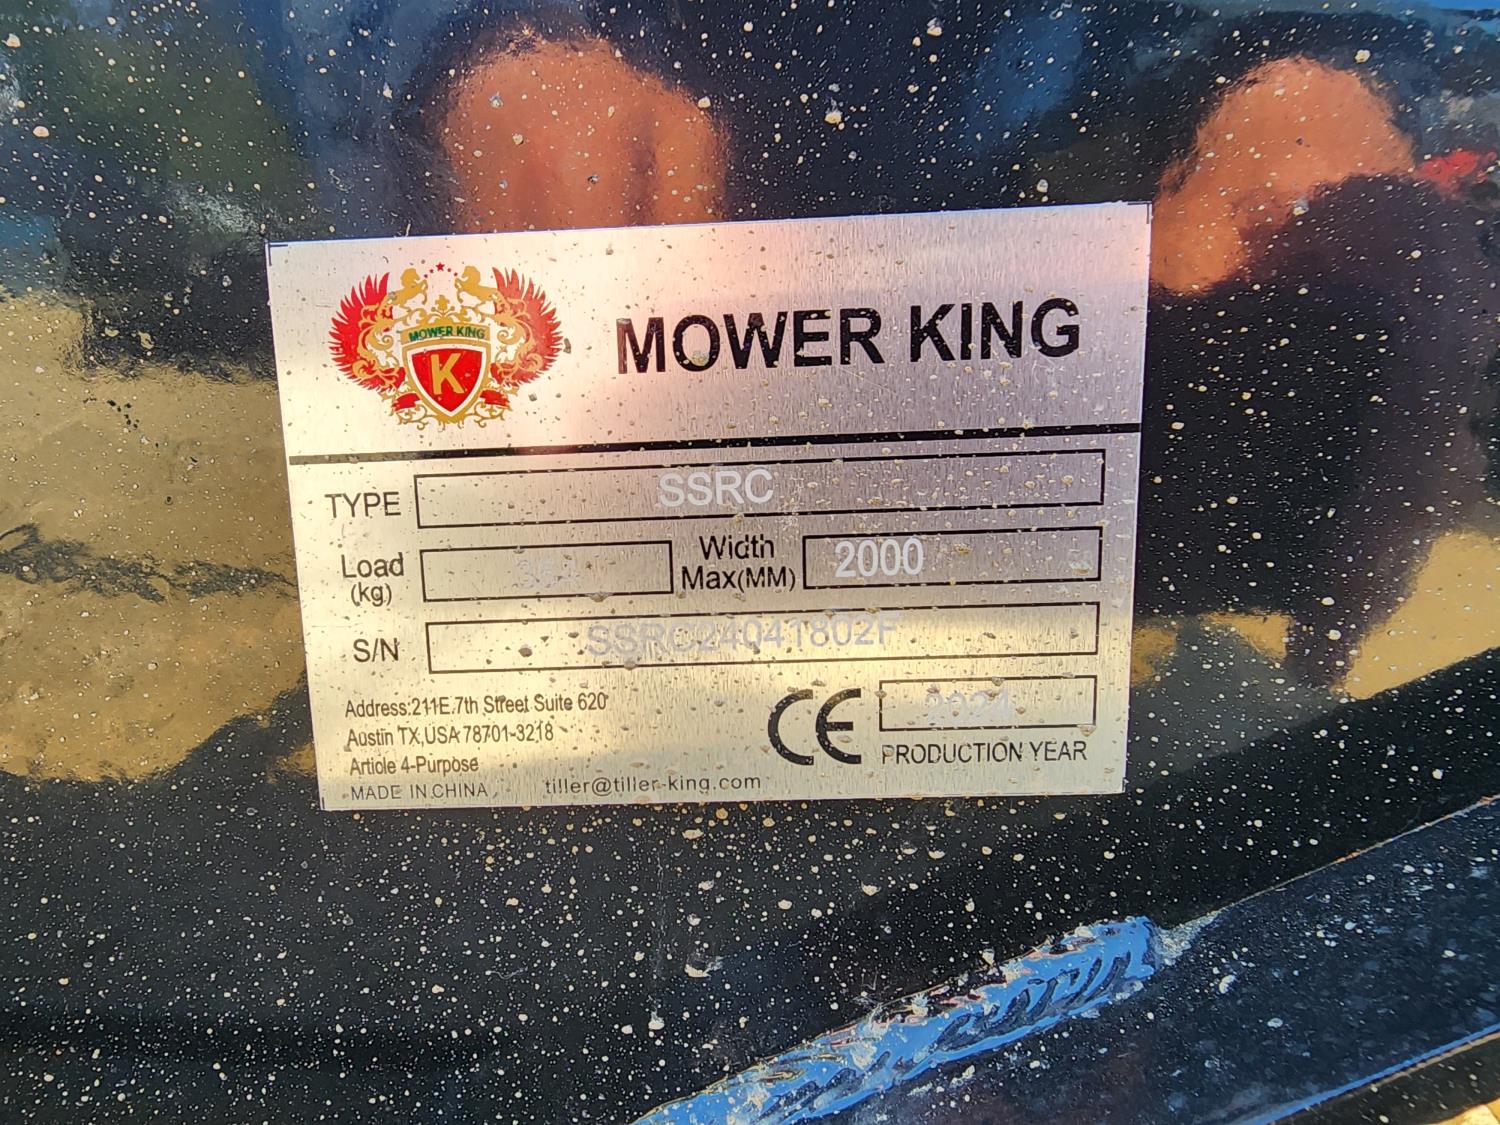 MOWER KING
K
MOWER KING
TYPE SSRC
Load (kg) Width Max(MM) 2000
S/N SSRC24041802F
Address:211E.7th Street Suite 620
Austin TX,USA 78701-3218
Artiole 4-Purpose
MADE IN CHINA tiller@tiller-king.com
CE 2024
PRODUCTION YEAR